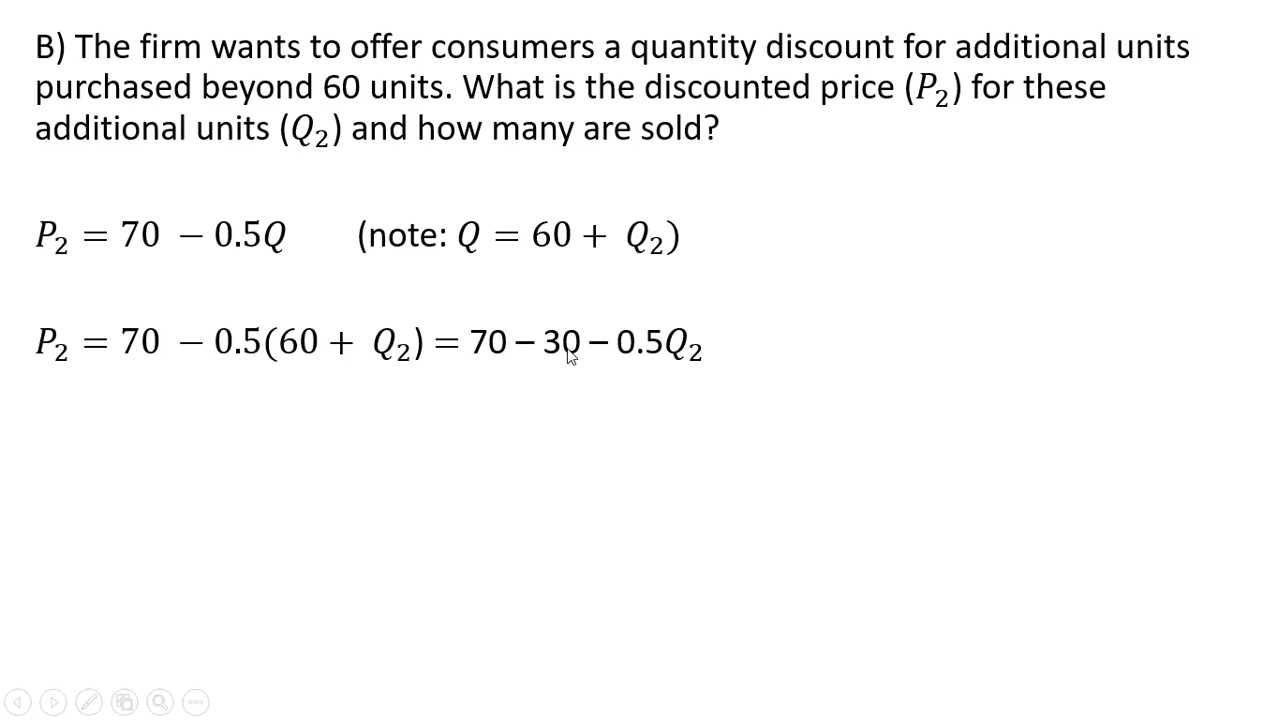 B) The firm wants to offer consumers a quantity discount for additional units
purchased beyond 60 units. What is the discounted price (𝑃₂) for these
additional units (𝑄₂) and how many are sold?
𝑃₂ = 70 − 0.5𝑄 (note: 𝑄 = 60 + 𝑄₂)
𝑃₂ = 70 − 0.5(60 + 𝑄₂) = 70 – 30 – 0.5𝑄₂